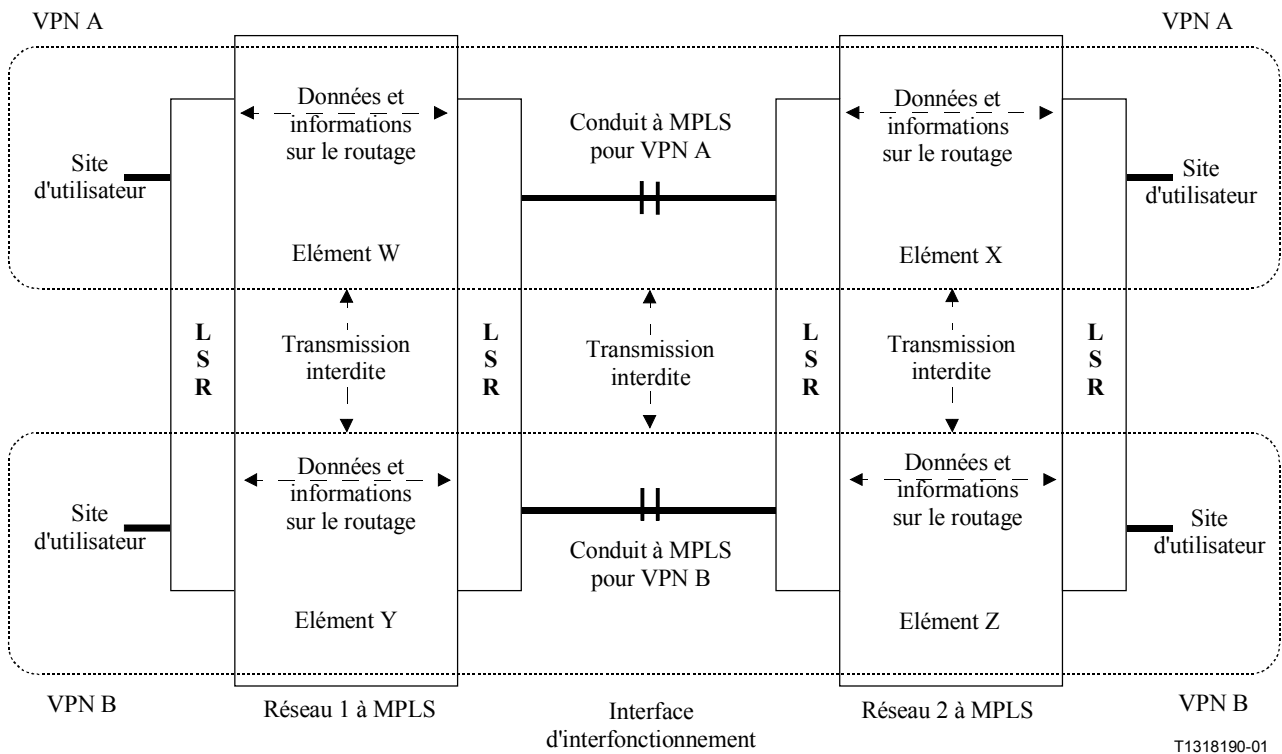 VPN A
VPN A
Données et
informations
sur le routage
Données et
informations
sur le routage
Conduit à MPLS
pour VPN A
Site
d'utilisateur
Site
d'utilisateur
Elément W
Elément X
L
S
R
Transmission
interdite
L
S
R
Transmission
interdite
L
S
R
Transmission
interdite
L
S
R
Données et
informations
sur le routage
Données et
informations
sur le routage
Site
d'utilisateur
Site
d'utilisateur
Conduit à MPLS
pour VPN B
Elément Y
Elément Z
VPN B
Réseau 1 à MPLS
Interface
d'interfonctionnement
Réseau 2 à MPLS
VPN B
T1318190-01